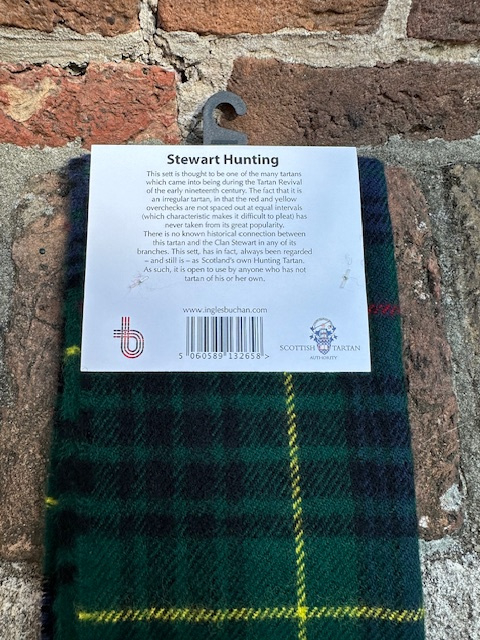 Stewart Hunting
This sett is thought to be one of the many tartans
which came into being during the Tartan Revival
of the early nineteenth century. The fact that it is
an irregular tartan, in that the red and yellow
overchecks are not spaced out at equal intervals
(which characteristic makes it difficult to pleat) has
never taken from its great popularity.
There is no known historical connection between
this tartan and the Clan Stewart in any of its
branches. This sett, has in fact, always been regarded
– and still is – as Scotland's own Hunting Tartan.
As such, it is open to use by anyone who has not
tartan of his or her own.
www.inglesbuchan.com
5 060589 132658 >
SCOTTISH TARTAN
AUTHORITY